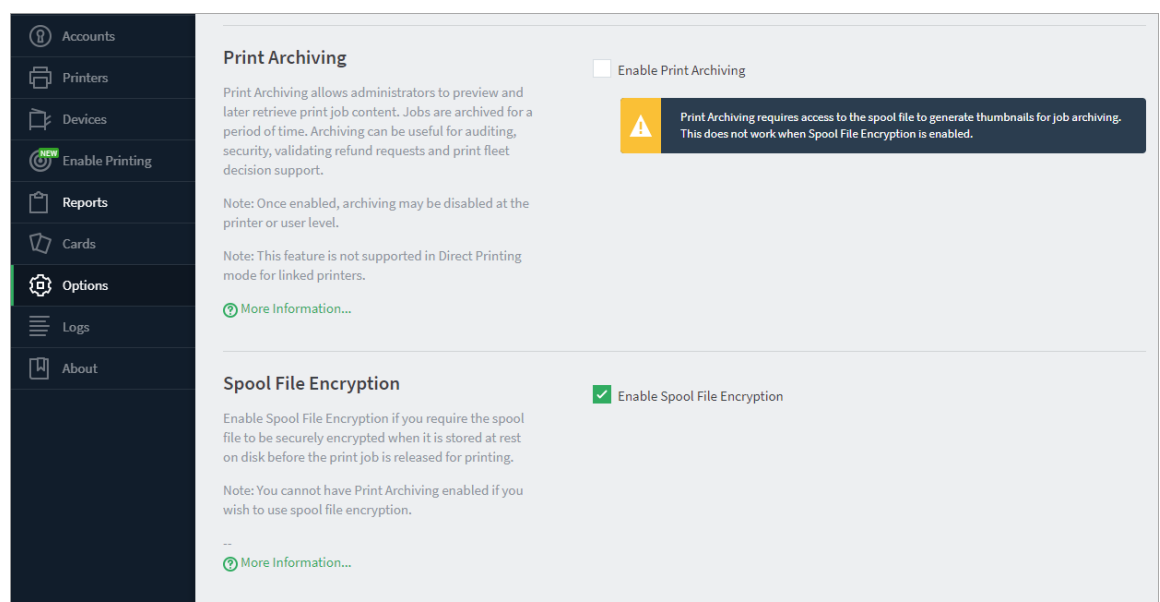 Accounts
Printers
Devices
NEW
Enable Printing
Reports
Cards
Options
Logs
About
Print Archiving
Print Archiving allows administrators to preview and
later retrieve print job content. Jobs are archived for a
period of time. Archiving can be useful for auditing,
security, validating refund requests and print fleet
decision support.
Note: Once enabled, archiving may be disabled at the
printer or user level.
Note: This feature is not supported in Direct Printing
mode for linked printers.
More Information...
Enable Print Archiving
Print Archiving requires access to the spool file to generate thumbnails for job archiving.
This does not work when Spool File Encryption is enabled.
Spool File Encryption
Enable Spool File Encryption if you require the spool
file to be securely encrypted when it is stored at rest
on disk before the print job is released for printing.
Note: You cannot have Print Archiving enabled if you
wish to use spool file encryption.
--
More Information...
Enable Spool File Encryption